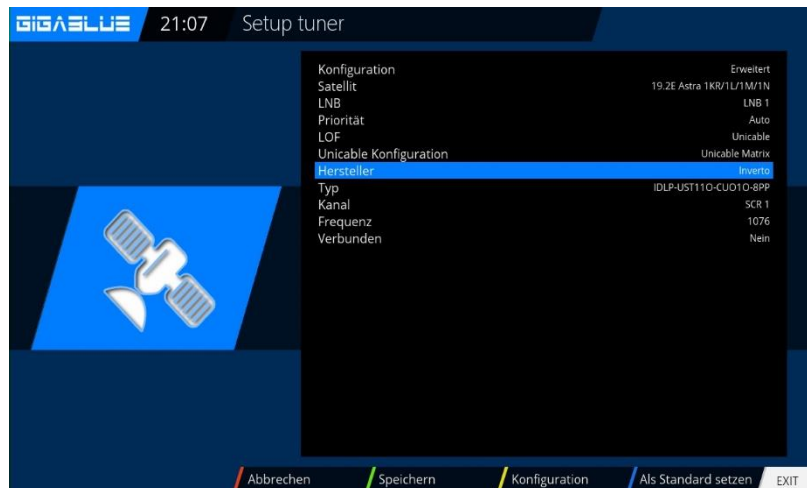 GIGABLUE 21:07 Setup tuner
Konfiguration Erweitert
Satellit 19.2E Astra 1KR/1L/1M/1N
LNB LNB 1
Priorität Auto
LOF Unicable
Unicable Konfiguration Unicable Matrix
Hersteller Inverto
Typ IDLP-UST11O-CUO1O-8PP
Kanal SCR 1
Frequenz 1076
Verbunden Nein
Abbrechen Speichern Konfiguration Als Standard setzen EXIT